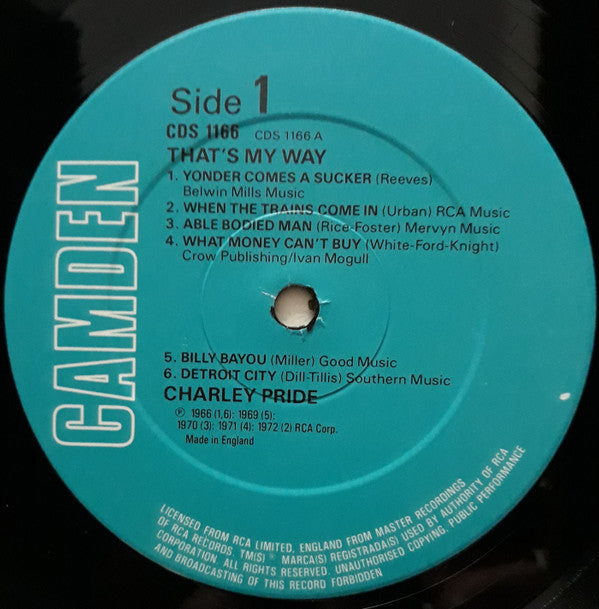 CAMDEN
Side 1
CDS 1166 CDS 1166 A
THAT'S MY WAY
1. YONDER COMES A SUCKER (Reeves)
Belwin Mills Music
2. WHEN THE TRAINS COME IN (Urban) RCA Music
3. ABLE BODIED MAN (Rice-Foster) Mervyn Music
4. WHAT MONEY CAN'T BUY (White-Ford-Knight)
Crow Publishing/Ivan Mogull
5. BILLY BAYOU (Miller) Good Music
6. DETROIT CITY (Dill-Tillis) Southern Music
CHARLEY PRIDE
℗ 1966 (1,6): 1969 (5):
1970 (3): 1971 (4): 1972 (2) RCA Corp.
Made in England
LICENSED FROM RCA LIMITED, ENGLAND FROM MASTER RECORDINGS
OF RCA RECORDS, TM(S) ® MARCA(S) REGISTRADA(S) USED BY AUTHORITY OF RCA
CORPORATION. ALL RIGHTS RESERVED. UNAUTHORISED COPYING, PUBLIC PERFORMANCE
AND BROADCASTING OF THIS RECORD FORBIDDEN